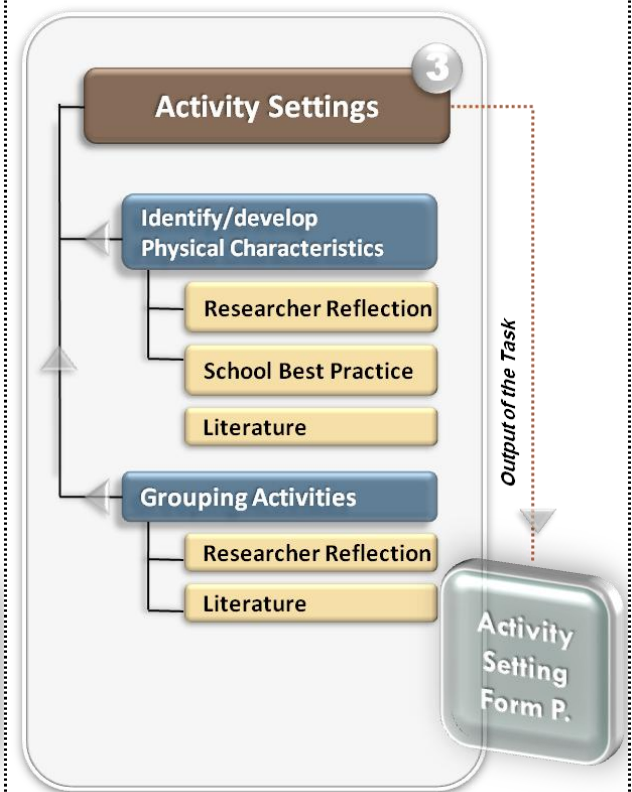 3
Activity Settings
Identify/develop
Physical Characteristics
Researcher Reflection
School Best Practice
Literature
Grouping Activities
Researcher Reflection
Literature
Output of the Task
Activity
Setting
Form P.